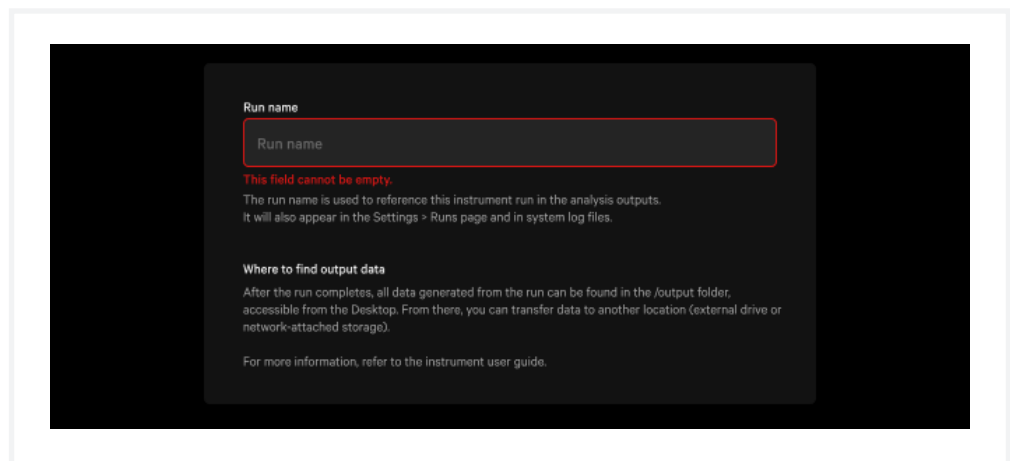 Run name
Run name
This field cannot be empty.
The run name is used to reference this instrument run in the analysis outputs.
It will also appear in the Settings > Runs page and in system log files.
Where to find output data
After the run completes, all data generated from the run can be found in the /output folder,
accessible from the Desktop. From there, you can transfer data to another location (external drive or
network-attached storage).
For more information, refer to the instrument user guide.